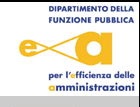 DIPARTIMENTO DELLA
FUNZIONE PUBBLICA
per l'efficienza delle
amministrazioni